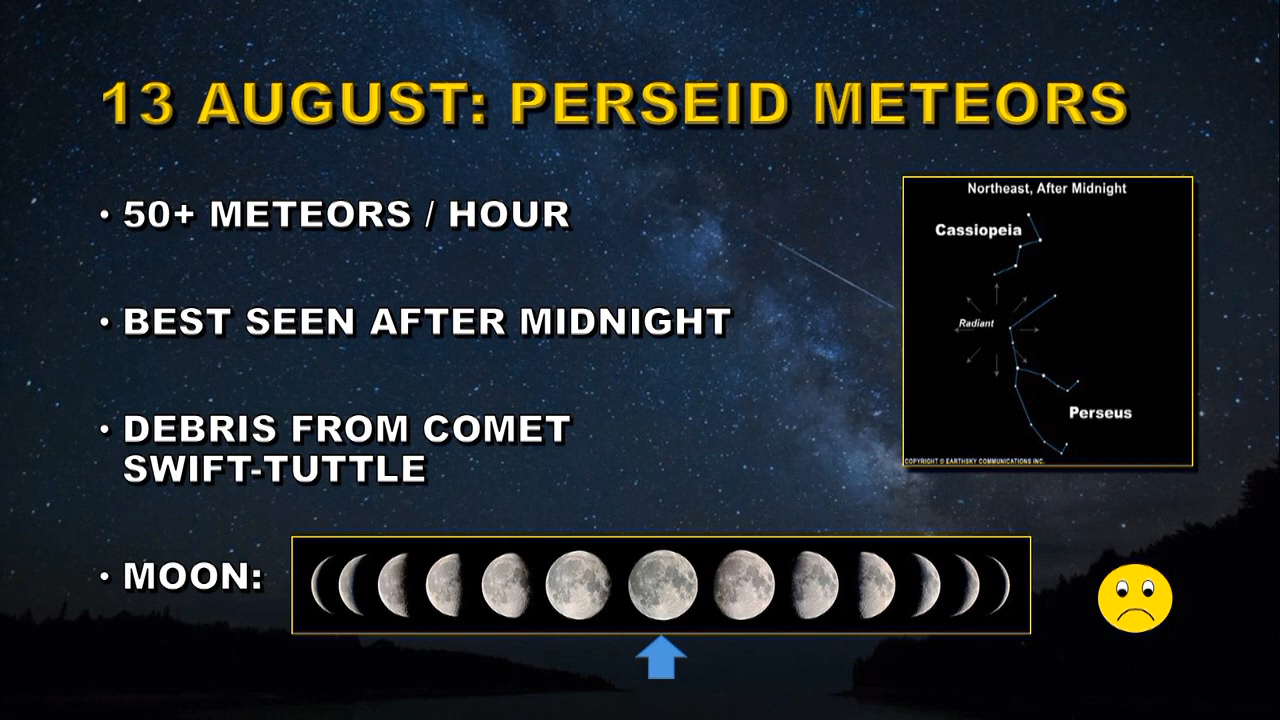 13 AUGUST: PERSEID METEORS
• 50+ METEORS / HOUR
• BEST SEEN AFTER MIDNIGHT
• DEBRIS FROM COMET
SWIFT-TUTTLE
• MOON:
Northeast, After Midnight
Cassiopeia
Radiant
Perseus
COPYRIGHT © EARTHSKY COMMUNICATIONS INC.